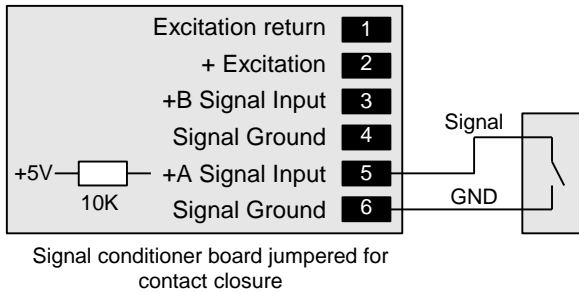 Excitation return 1
+ Excitation 2
+B Signal Input 3
Signal Ground 4
Signal
+5V +A Signal Input 5
10K
GND
Signal Ground 6
Signal conditioner board jumpered for
contact closure